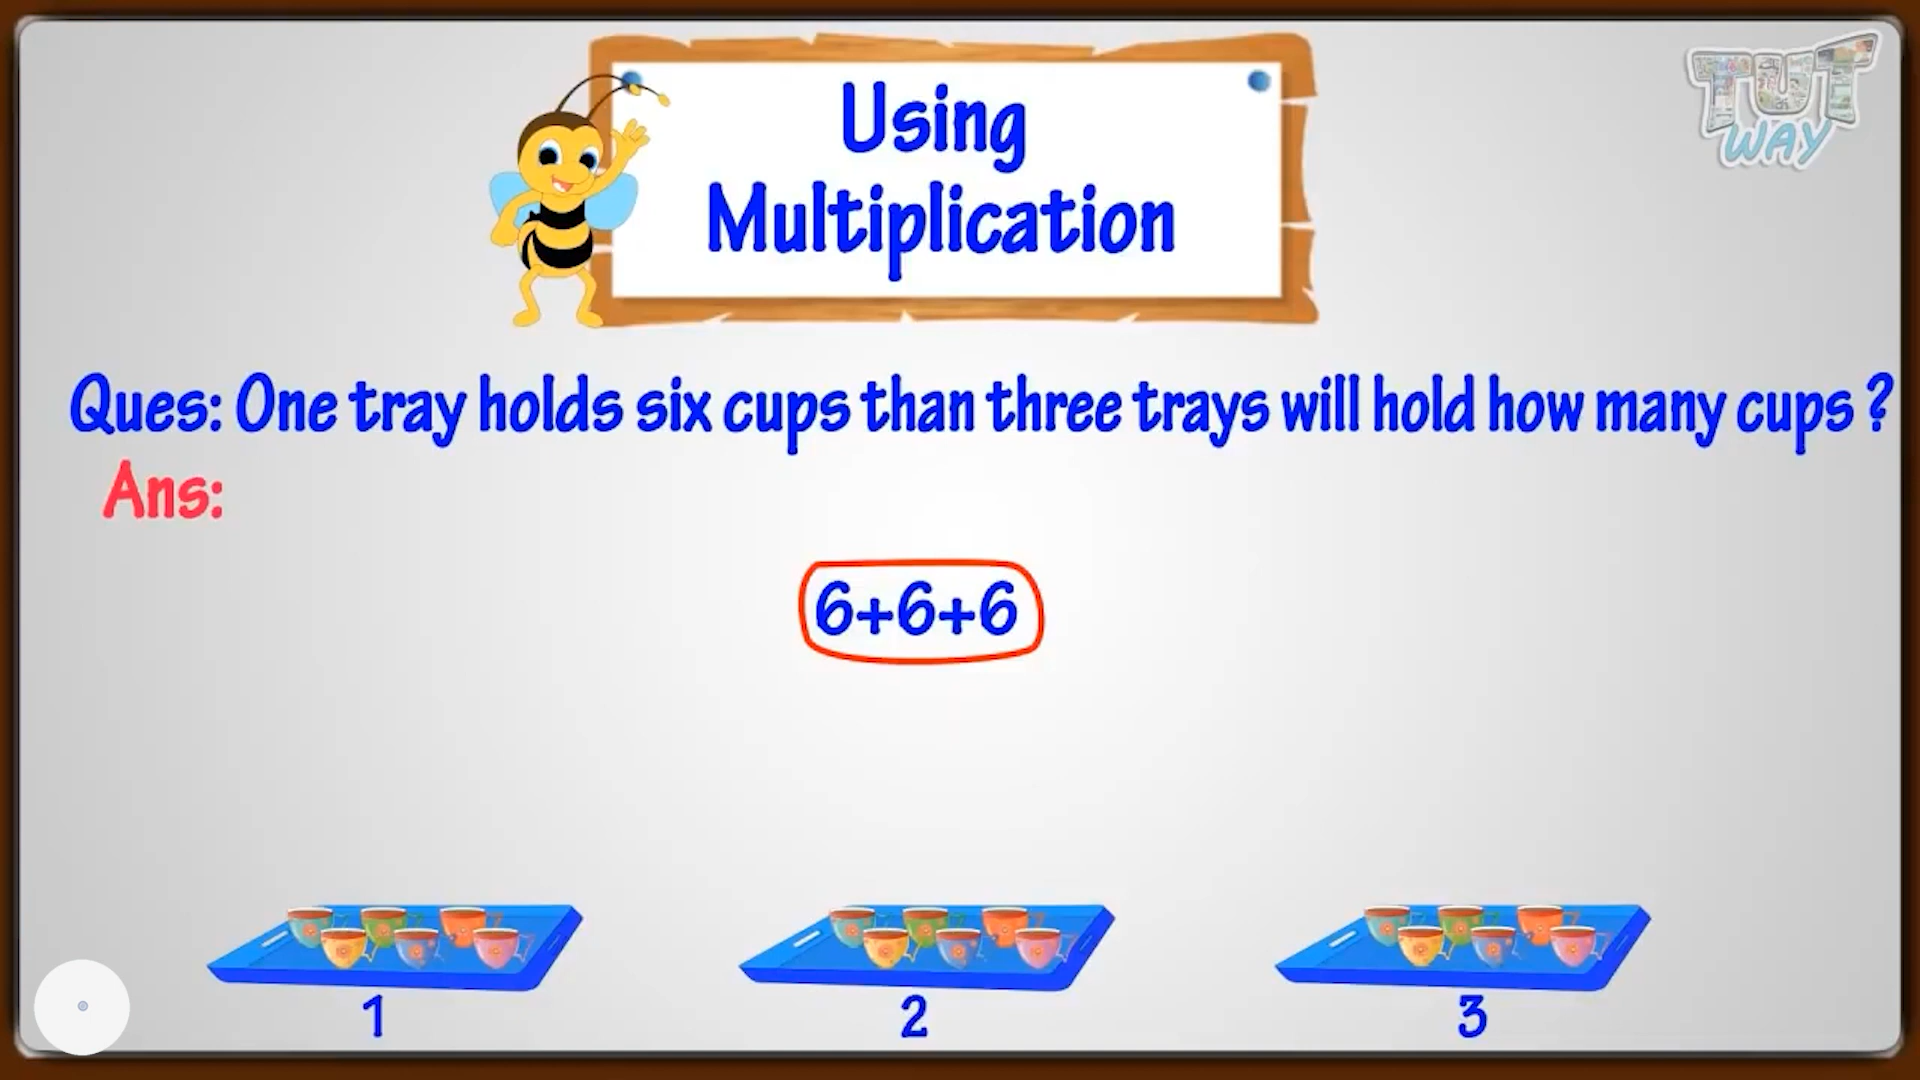 TUT
WAY
Using
Multiplication
Ques: One tray holds six cups than three trays will hold how many cups ?
Ans:
6+6+6
1 2 3